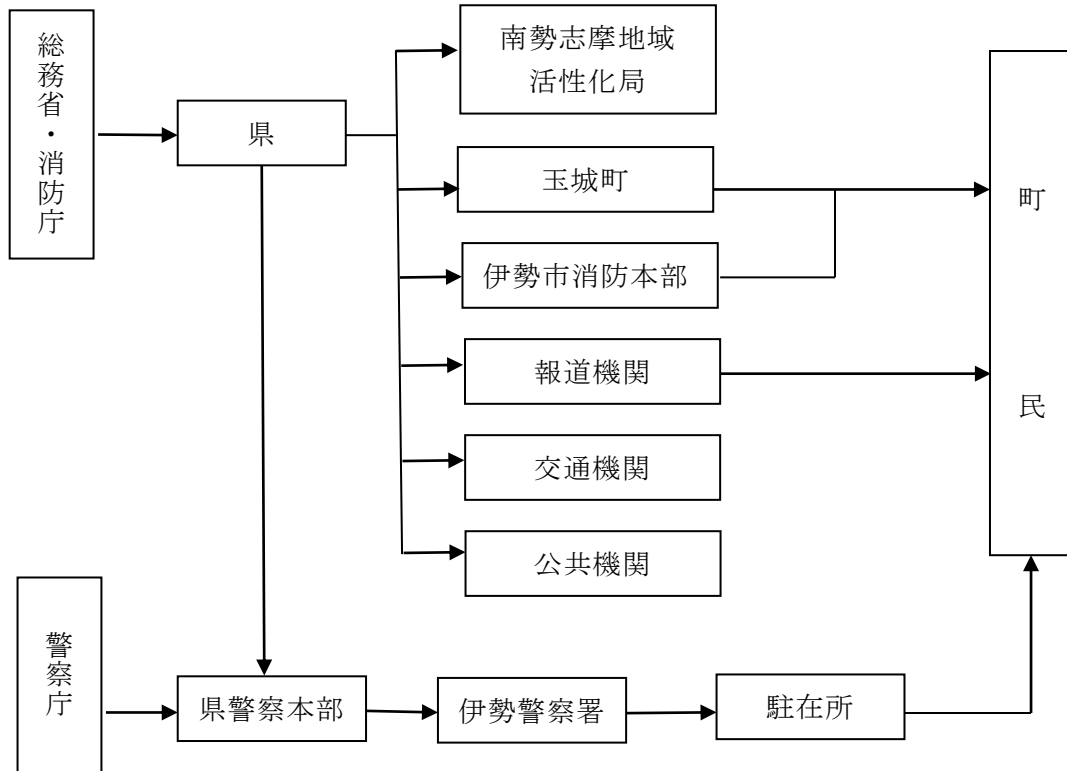 総務省・消防庁
県
南勢志摩地域
活性化局
玉城町
伊勢市消防本部
報道機関
交通機関
公共機関
町民
警察庁
県警察本部
伊勢警察署
駐在所